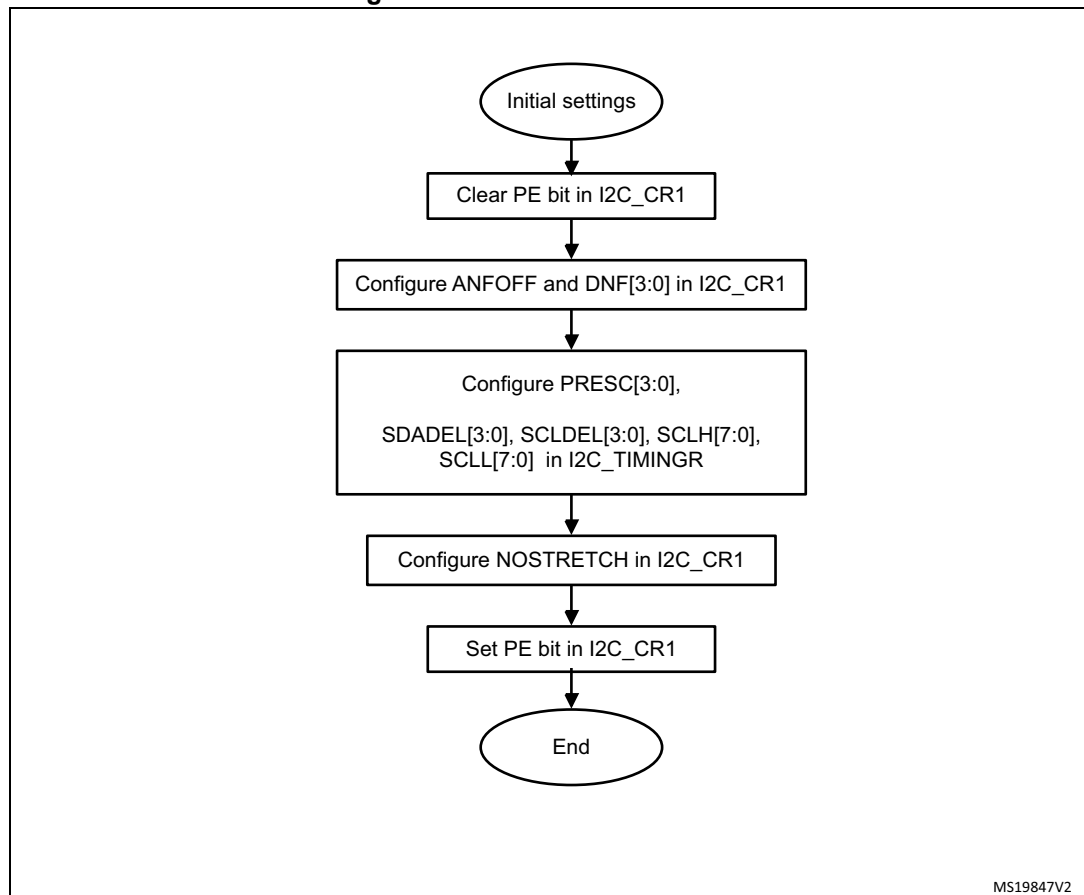 Initial settings
Clear PE bit in I2C_CR1
Configure ANFOFF and DNF[3:0] in I2C_CR1
Configure PRESC[3:0],
SDADEL[3:0], SCLDEL[3:0], SCLH[7:0],
SCLL[7:0] in I2C_TIMINGR
Configure NOSTRETCH in I2C_CR1
Set PE bit in I2C_CR1
End
MS19847V2